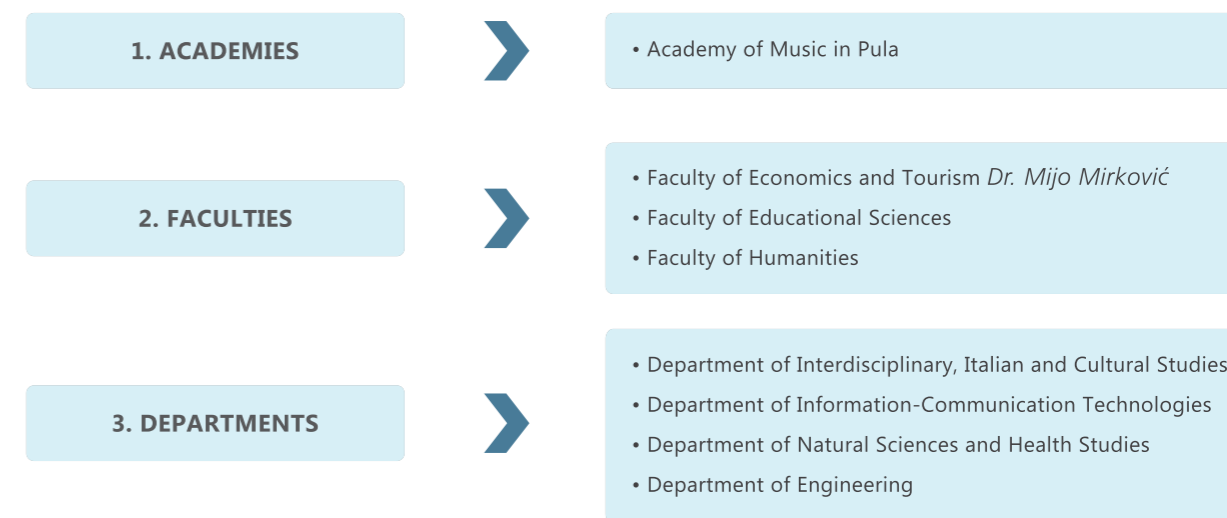 1. ACADEMIES
• Academy of Music in Pula
2. FACULTIES
• Faculty of Economics and Tourism Dr. Mijo Mirković
• Faculty of Educational Sciences
• Faculty of Humanities
3. DEPARTMENTS
• Department of Interdisciplinary, Italian and Cultural Studies
• Department of Information-Communication Technologies
• Department of Natural Sciences and Health Studies
• Department of Engineering